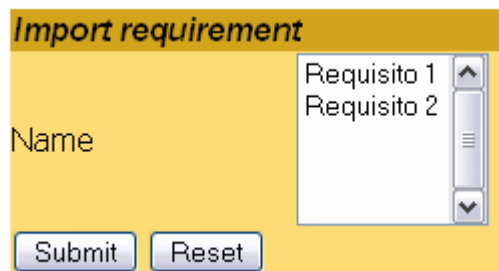 Import requirement
Requisito 1
Requisito 2
Name
Submit Reset